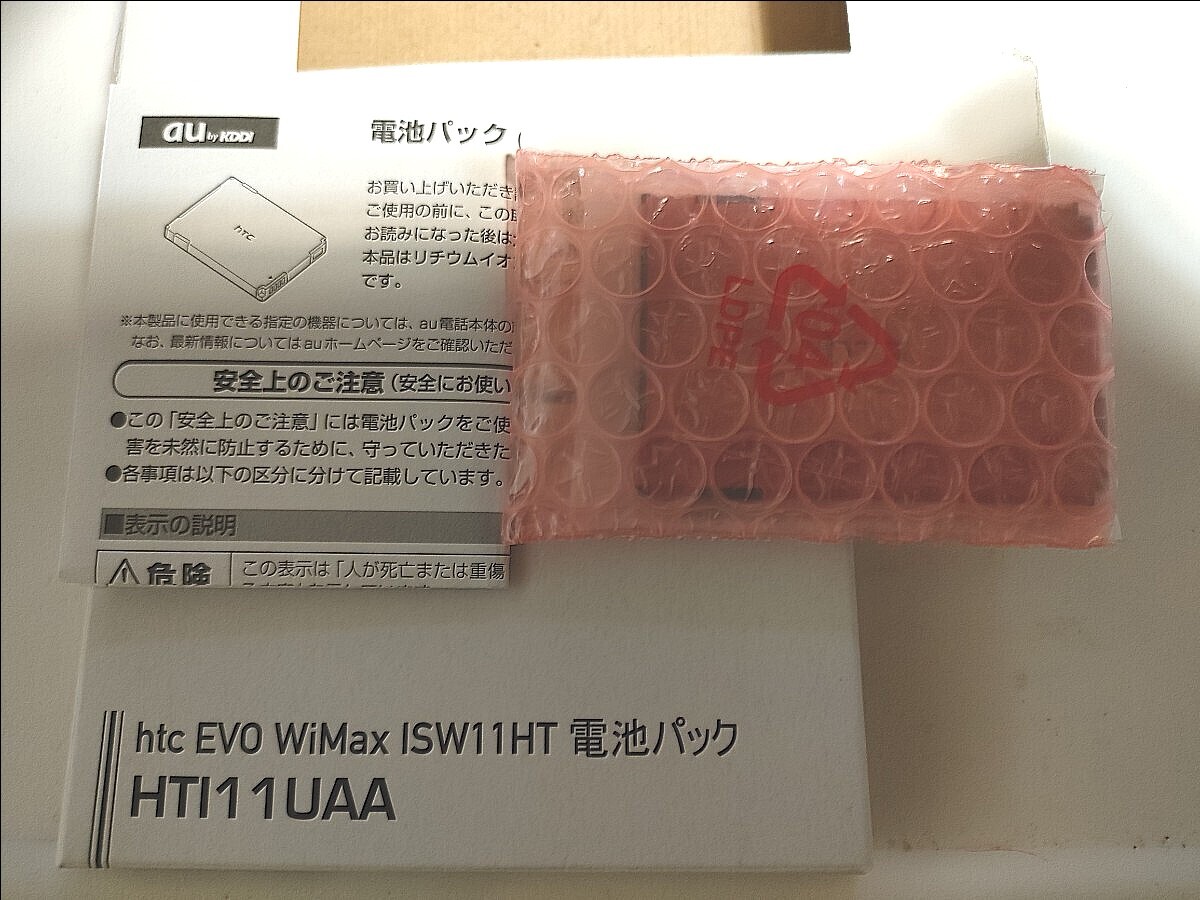 au by KDDI
電池パック (
htc
お買い上げいただき
ご使用の前に、この
お読みになった後は
本品はリチウムイオ
です。
※本製品に使用できる指定の機器については、au電話本体の
なお、最新情報についてはauホームページをご確認いただ
安全上のご注意 (安全にお使い
●この「安全上のご注意」には電池パックをご使
害を未然に防止するために、守っていただきた
●各事項は以下の区分に分けて記載しています。
■表示の説明
危険
この表示は「人が死亡または重傷
04
LDPE
htc EVO WiMax ISW11HT 電池パック
HTI11UAA